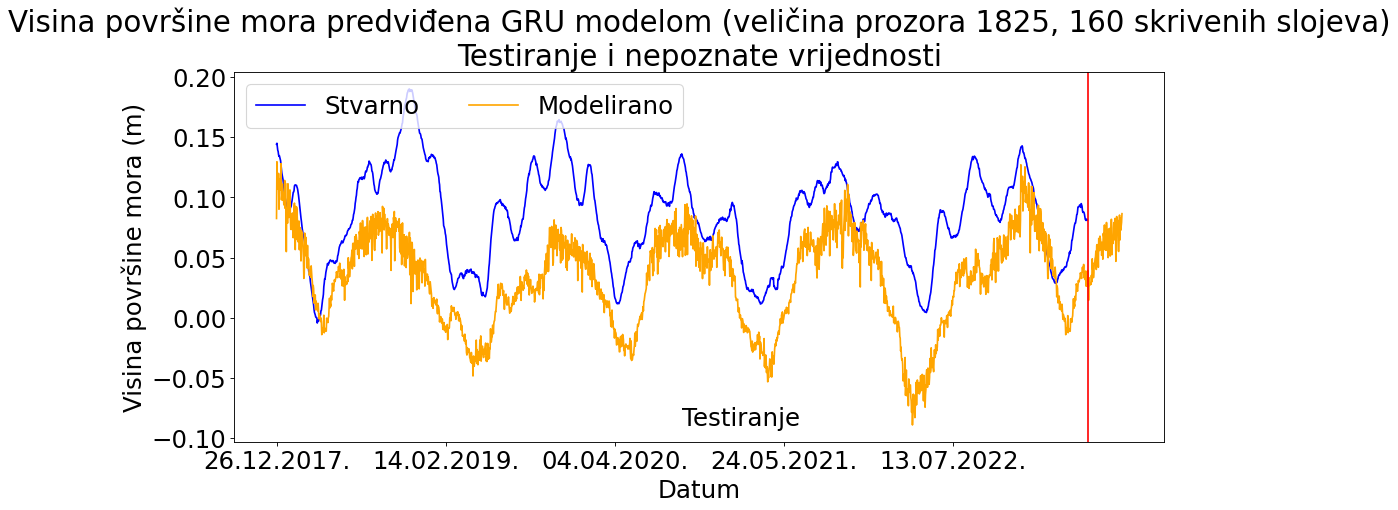 Visina površine mora predviđena GRU modelom (veličina prozora 1825, 160 skrivenih slojeva)
Testiranje i nepoznate vrijednosti
Stvarno Modelirano
Visina površine mora (m)
0.20
0.15
0.10
0.05
0.00
−0.05
−0.10
Testiranje
26.12.2017. 14.02.2019. 04.04.2020. 24.05.2021. 13.07.2022.
Datum